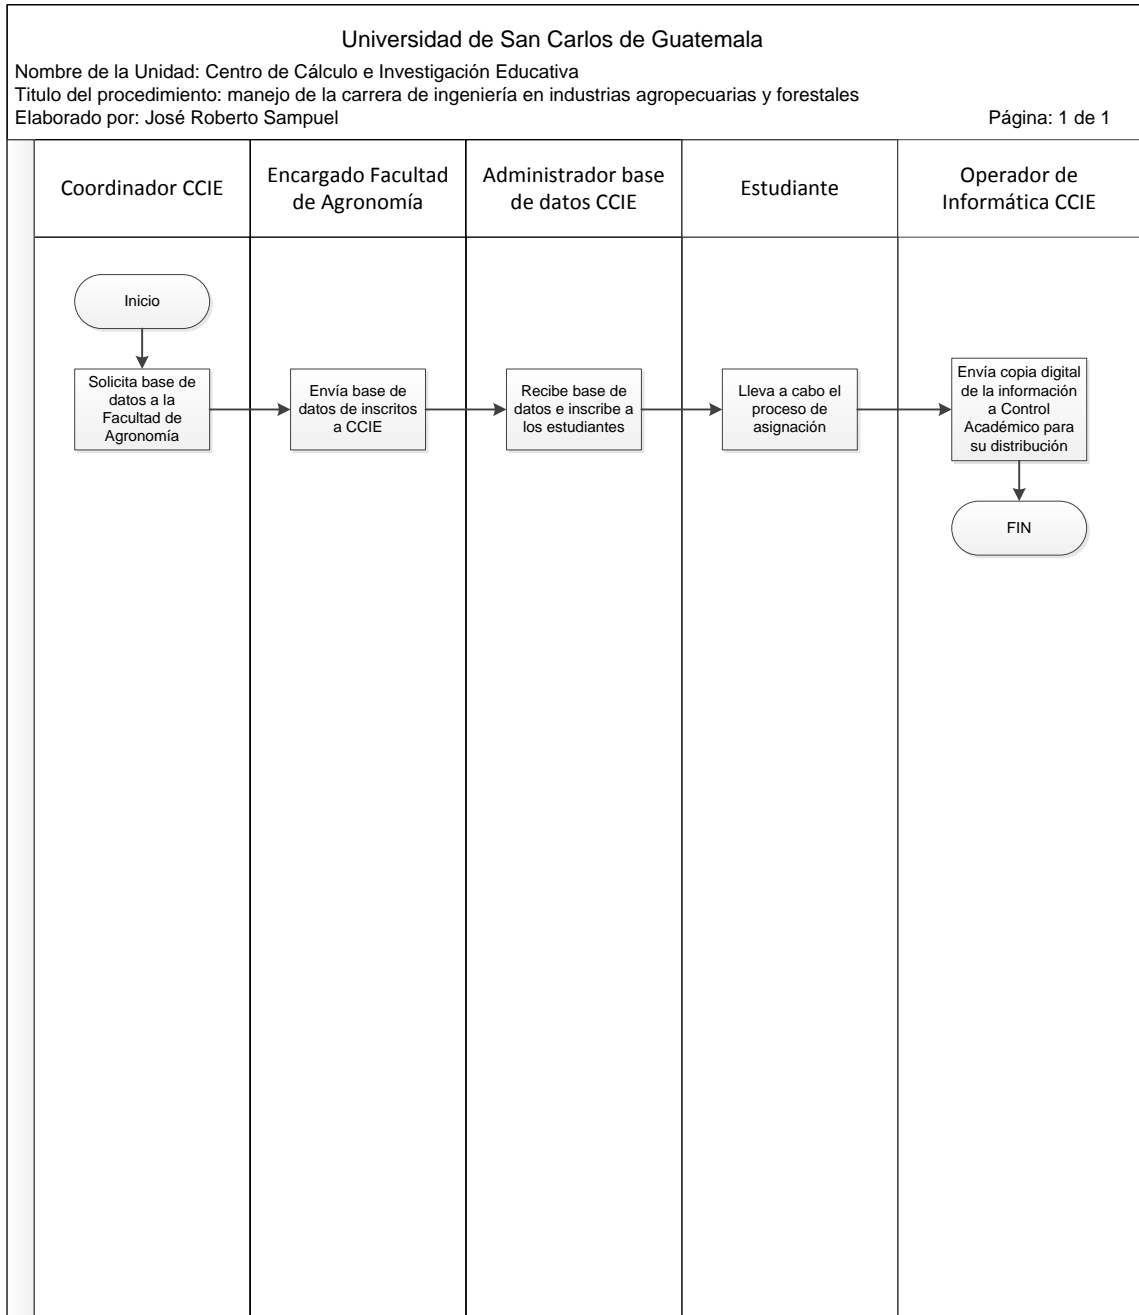 Universidad de San Carlos de Guatemala
Nombre de la Unidad: Centro de Cálculo e Investigación Educativa
Titulo del procedimiento: manejo de la carrera de ingeniería en industrias agropecuarias y forestales
Elaborado por: José Roberto Sampuel
Página: 1 de 1
Coordinador CCIE
Encargado Facultad
de Agronomía
Administrador base
de datos CCIE
Estudiante
Operador de
Informática CCIE
Inicio
Solicita base de
datos a la
Facultad de
Agronomía
Envía base de
datos de inscritos
a CCIE
Recibe base de
datos e inscribe a
los estudiantes
Lleva a cabo el
proceso de
asignación
Envía copia digital
de la información
a Control
Académico para
su distribución
FIN